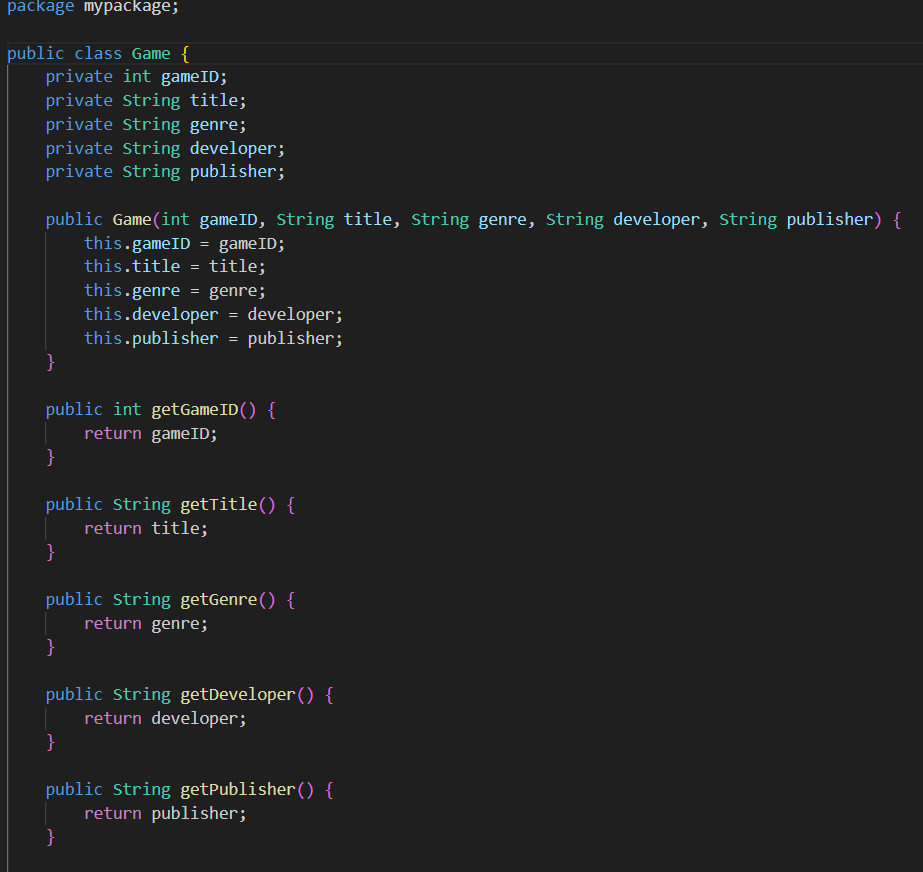 package mypackage;
public class Game {
    private int gameID;
    private String title;
    private String genre;
    private String developer;
    private String publisher;
    public Game(int gameID, String title, String genre, String developer, String publisher) {
        this.gameID = gameID;
        this.title = title;
        this.genre = genre;
        this.developer = developer;
        this.publisher = publisher;
    }
    public int getGameID() {
        return gameID;
    }
    public String getTitle() {
        return title;
    }
    public String getGenre() {
        return genre;
    }
    public String getDeveloper() {
        return developer;
    }
    public String getPublisher() {
        return publisher;
    }